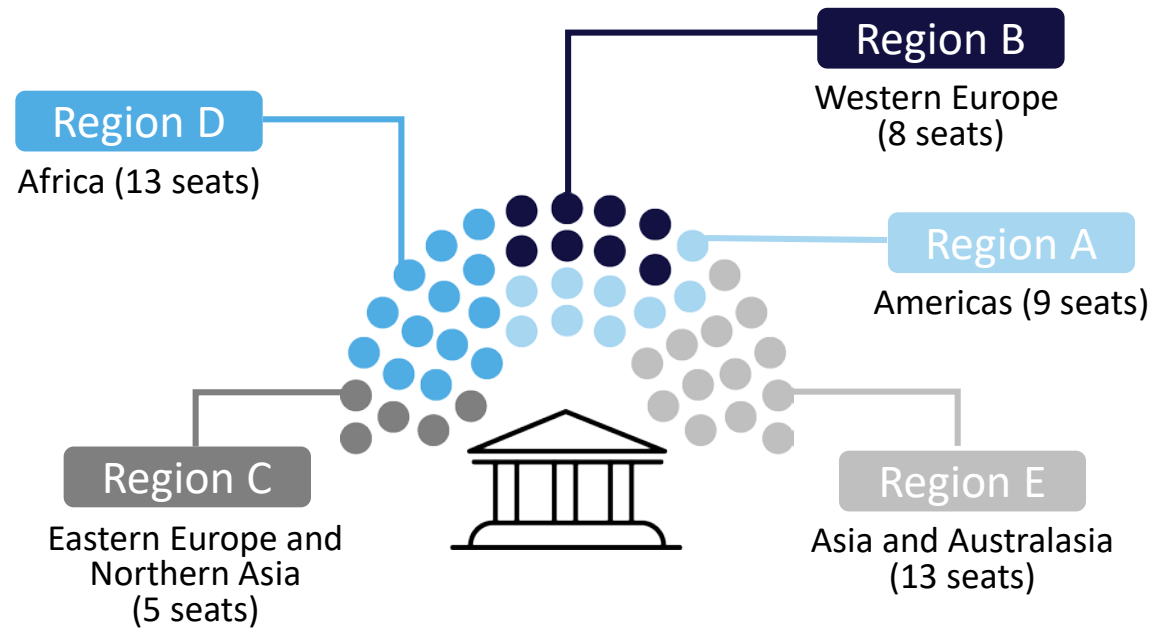 Region B
Western Europe
(8 seats)
Region D
Africa (13 seats)
Region A
Americas (9 seats)
Region C
Eastern Europe and
Northern Asia
(5 seats)
Region E
Asia and Australasia
(13 seats)